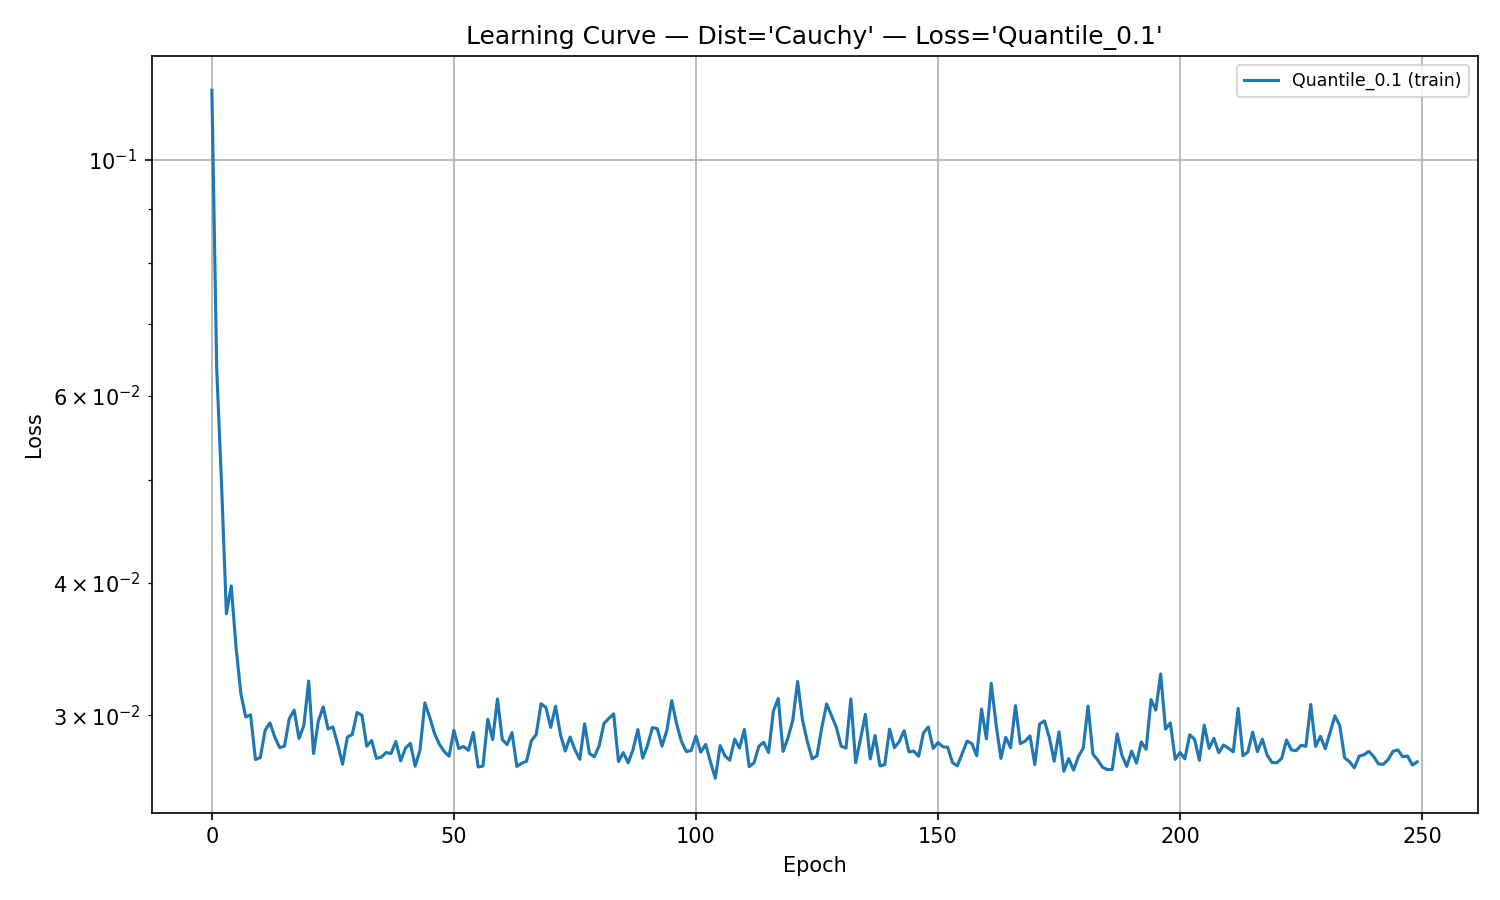 Learning Curve — Dist='Cauchy' — Loss='Quantile_0.1'
Quantile_0.1 (train)
10⁻¹
6 × 10⁻²
4 × 10⁻²
3 × 10⁻²
Loss
0 50 100 150 200 250
Epoch